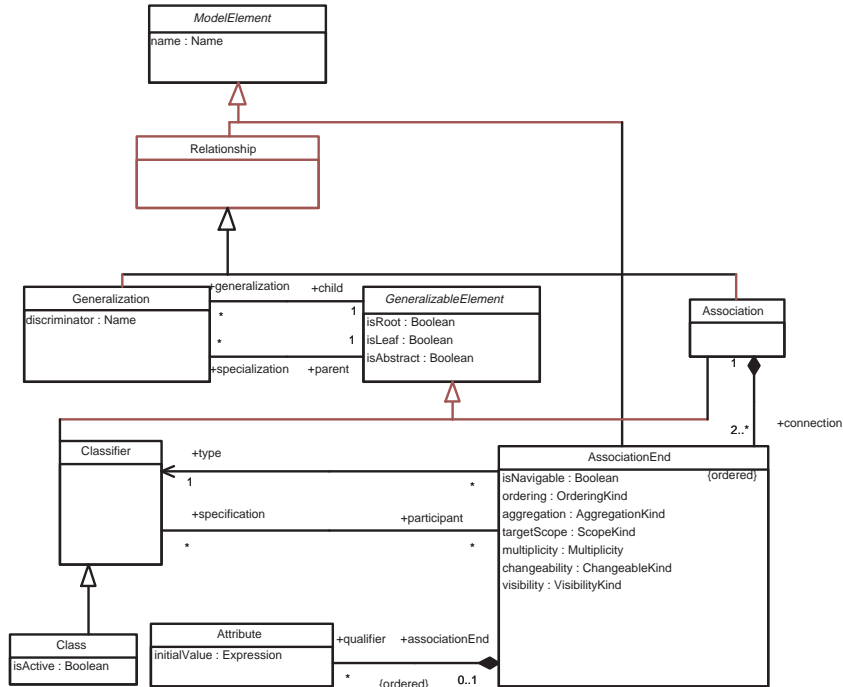 ModelElement
name : Name
Relationship
Generalization
discriminator : Name
+generalization
+child
*
1
*
1
+specialization
+parent
GeneralizableElement
isRoot : Boolean
isLeaf : Boolean
isAbstract : Boolean
Association
1
2..*
+connection
{ordered}
Classifier
+type
1
*
+specification
+participant
*
*
AssociationEnd
isNavigable : Boolean
ordering : OrderingKind
aggregation : AggregationKind
targetScope : ScopeKind
multiplicity : Multiplicity
changeability : ChangeableKind
visibility : VisibilityKind
Class
isActive : Boolean
Attribute
initialValue : Expression
+qualifier
+associationEnd
*
{ordered}
0..1